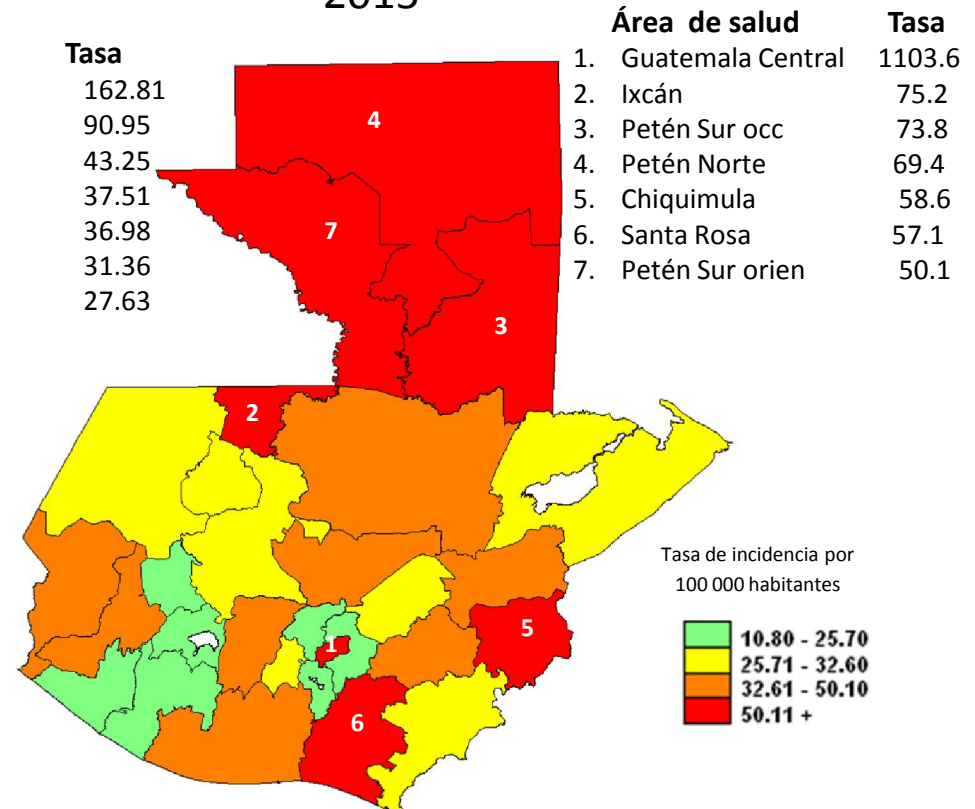 2015
Tasa
162.81
90.95
43.25
37.51
36.98
31.36
27.63
Área de salud Tasa
1. Guatemala Central 1103.6
2. Ixcán 75.2
3. Petén Sur occ 73.8
4. Petén Norte 69.4
5. Chiquimula 58.6
6. Santa Rosa 57.1
7. Petén Sur orien 50.1
4
7
3
2
5
1
6
Tasa de incidencia por
100 000 habitantes
10.80 - 25.70
25.71 - 32.60
32.61 - 50.10
50.11 +